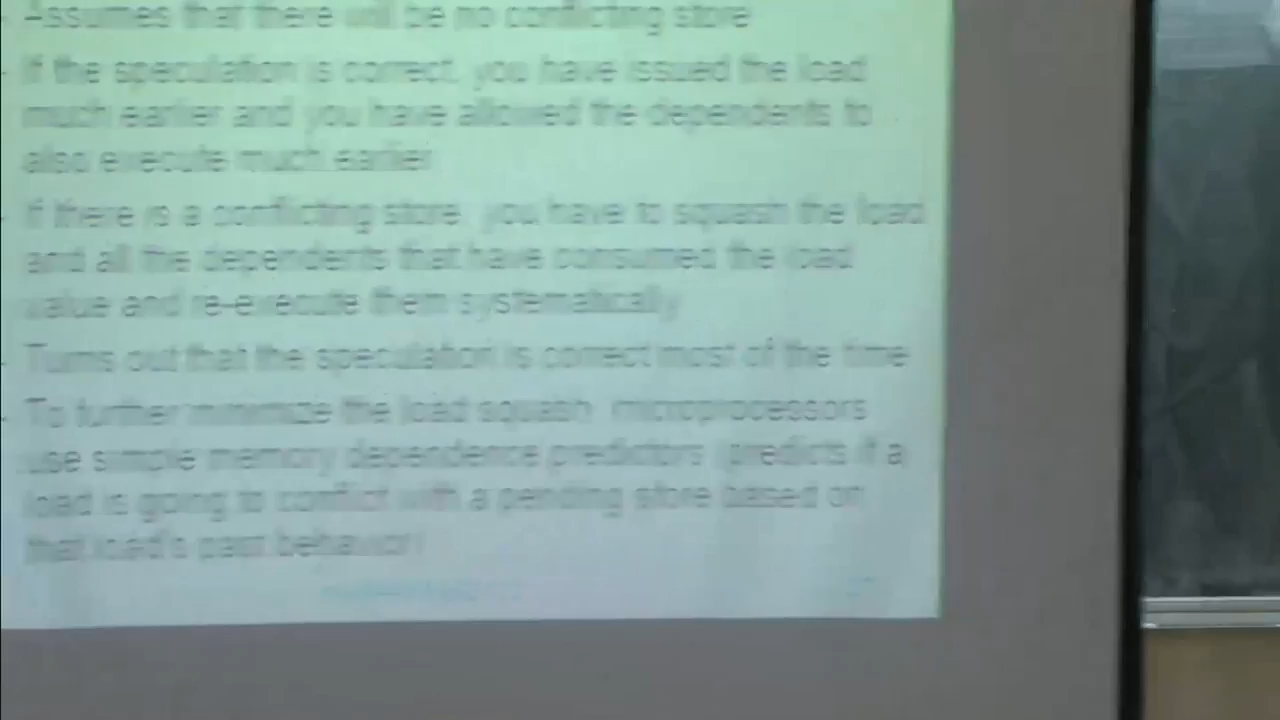 - Assumes that there will be no conflicting store
- If the speculation is correct, you have issued the load
much earlier and you have allowed the dependents to
also execute much earlier
- If there is a conflicting store, you have to squash the load
and all the dependents that have consumed the load
value and re-execute them systematically
- Turns out that the speculation is correct most of the time
- To further minimize the load squash, microprocessors
use simple memory dependence predictors (predicts if a
load is going to conflict with a pending store based on
that load's past behavior)